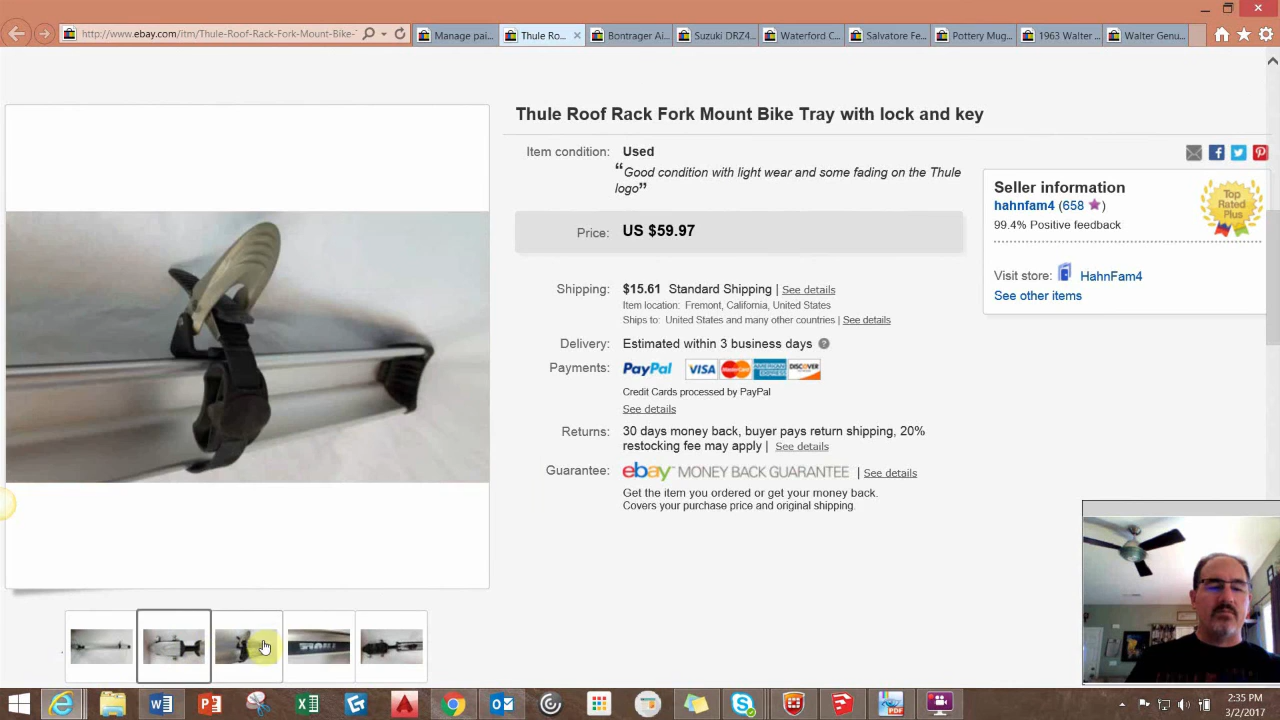 http://www.ebay.com/itm/Thule-Roof-Rack-Fork-Mount-Bike-
Manage pai...
Thule Ro...
Bontrager Ai...
Suzuki DRZ4...
Waterford C...
Salvatore Fe...
Pottery Mug...
1963 Walter ...
Walter Genu...
Thule Roof Rack Fork Mount Bike Tray with lock and key
Item condition: Used
“Good condition with light wear and some fading on the Thule
logo”
Price: US $59.97
Shipping: $15.61 Standard Shipping | See details
Item location: Fremont, California, United States
Ships to: United States and many other countries | See details
Delivery: Estimated within 3 business days ?
Payments: PayPal VISA MasterCard AMERICAN EXPRESS DISCOVER
Credit Cards processed by PayPal
See details
Returns: 30 days money back, buyer pays return shipping, 20%
restocking fee may apply | See details
Guarantee: ebay MONEY BACK GUARANTEE | See details
Get the item you ordered or get your money back.
Covers your purchase price and original shipping.
Seller information
hahnfam4 (658 )
99.4% Positive feedback
Visit store: HahnFam4
See other items
Top
Rated
Plus
THULE
2:35 PM
3/2/2017